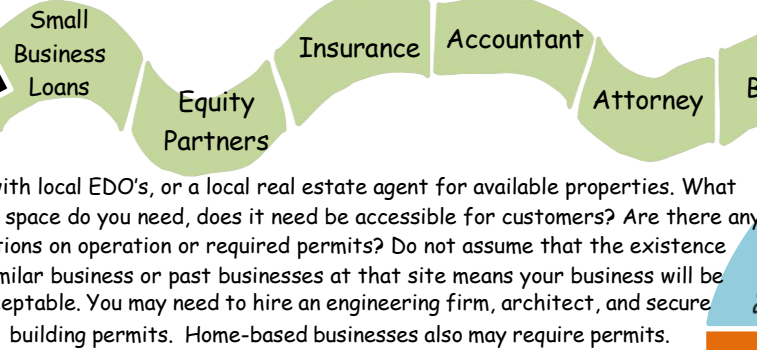 Small
Business
Loans
Equity
Partners
Insurance
Accountant
Attorney
with local EDO's, or a local real estate agent for available properties. What
space do you need, does it need be accessible for customers? Are there any
on operation or required permits? Do not assume that the existence
business or past businesses at that site means your business will be
You may need to hire an engineering firm, architect, and secure
building permits. Home-based businesses also may require permits.